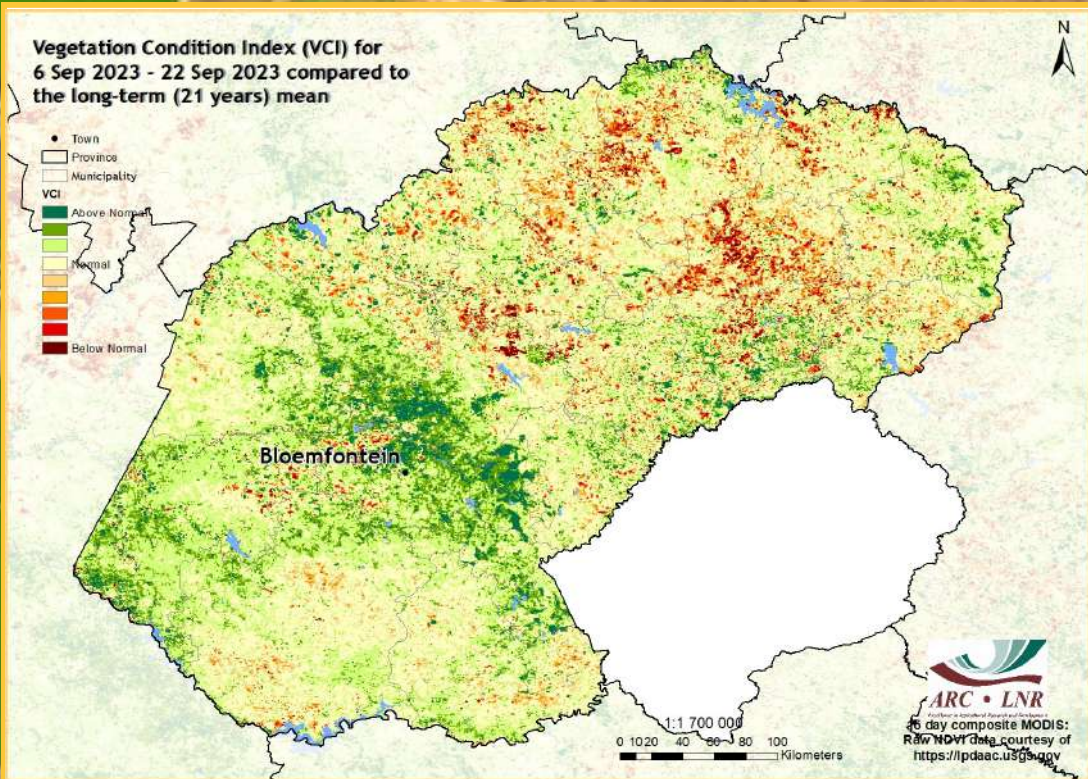 Vegetation Condition Index (VCI) for
6 Sep 2023 - 22 Sep 2023 compared to
the long-term (21 years) mean
N
Town
Province
Municipality
VCI
Above Normal
Normal
Below Normal
Bloemfontein
ARC • LNR
1:1 700 000
0 10 20 40 60 80 100
Kilometers
16 day composite MODIS:
Raw NDVI data courtesy of
https://lpdaac.usgs.gov